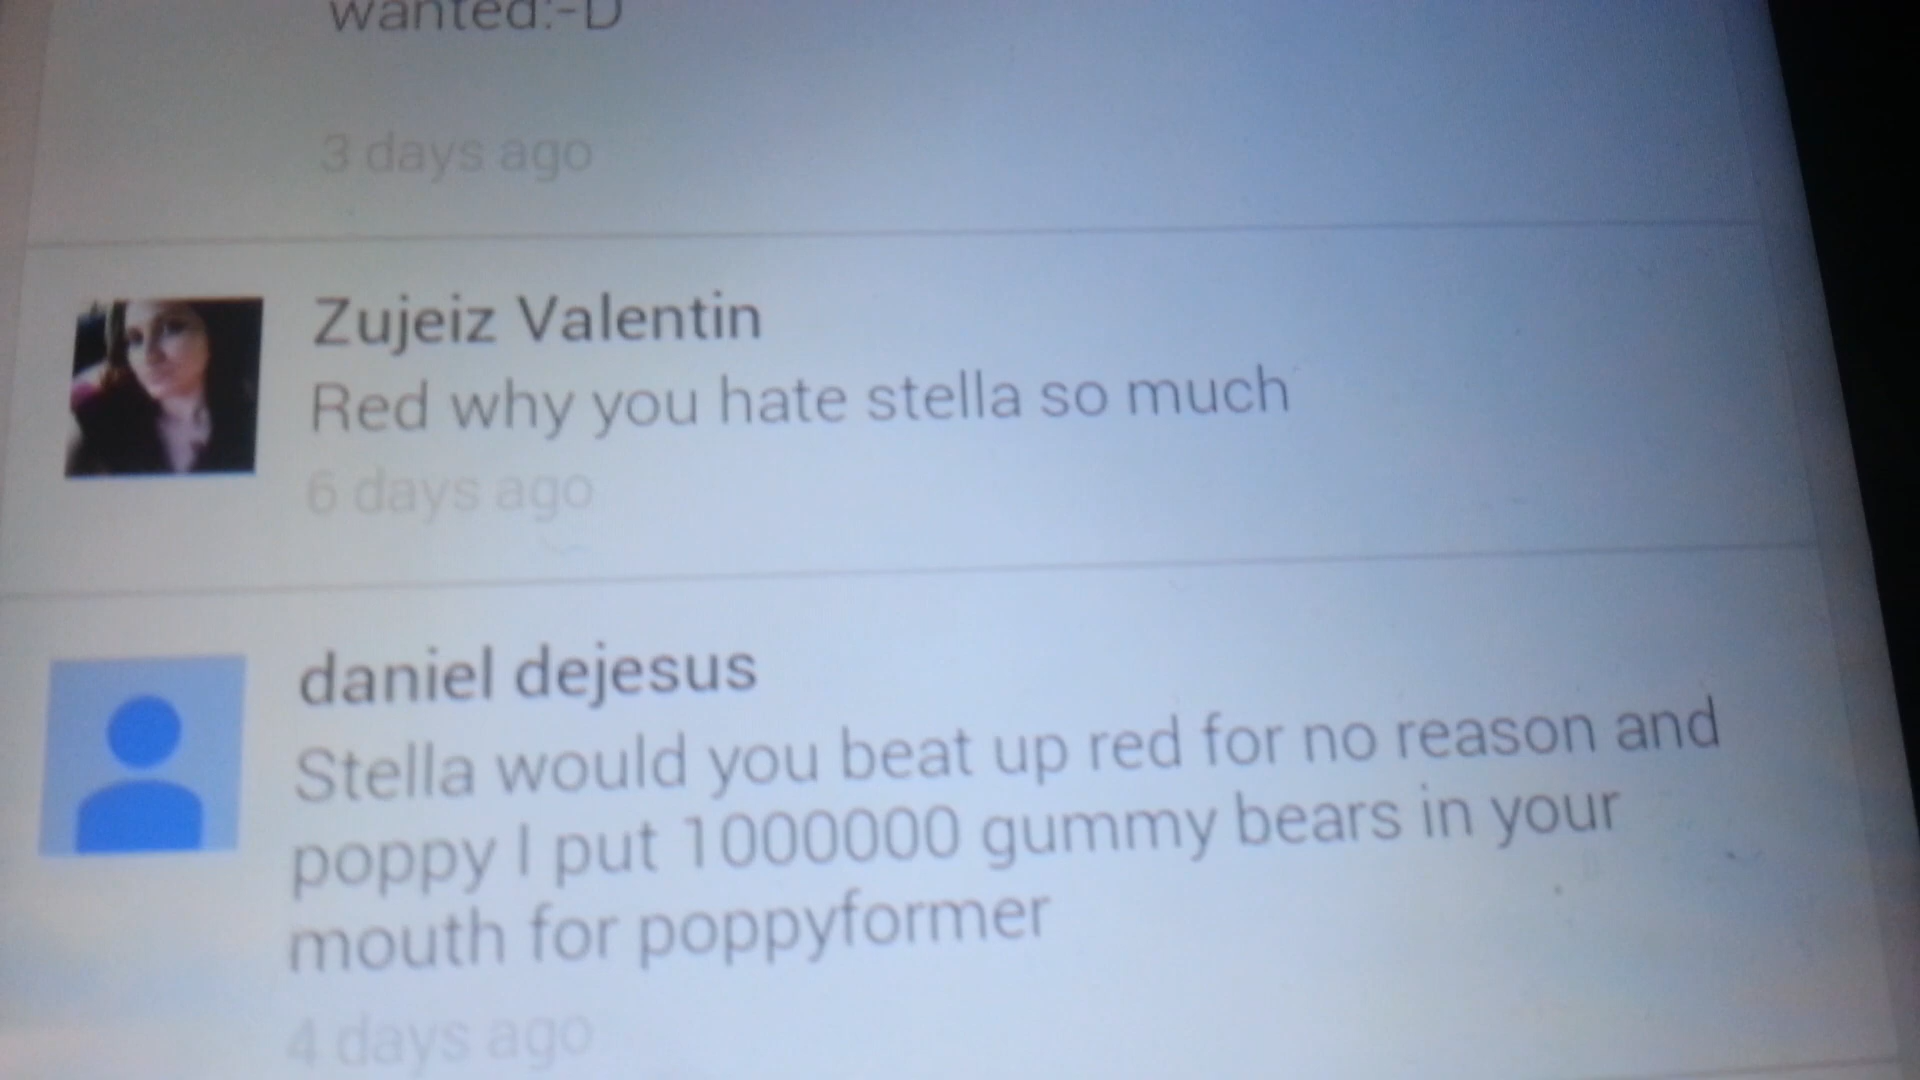 wanted:-D
3 days ago
Zujeiz Valentin
Red why you hate stella so much
6 days ago
daniel dejesus
Stella would you beat up red for no reason and
poppy I put 1000000 gummy bears in your
mouth for poppyformer
4 days ago